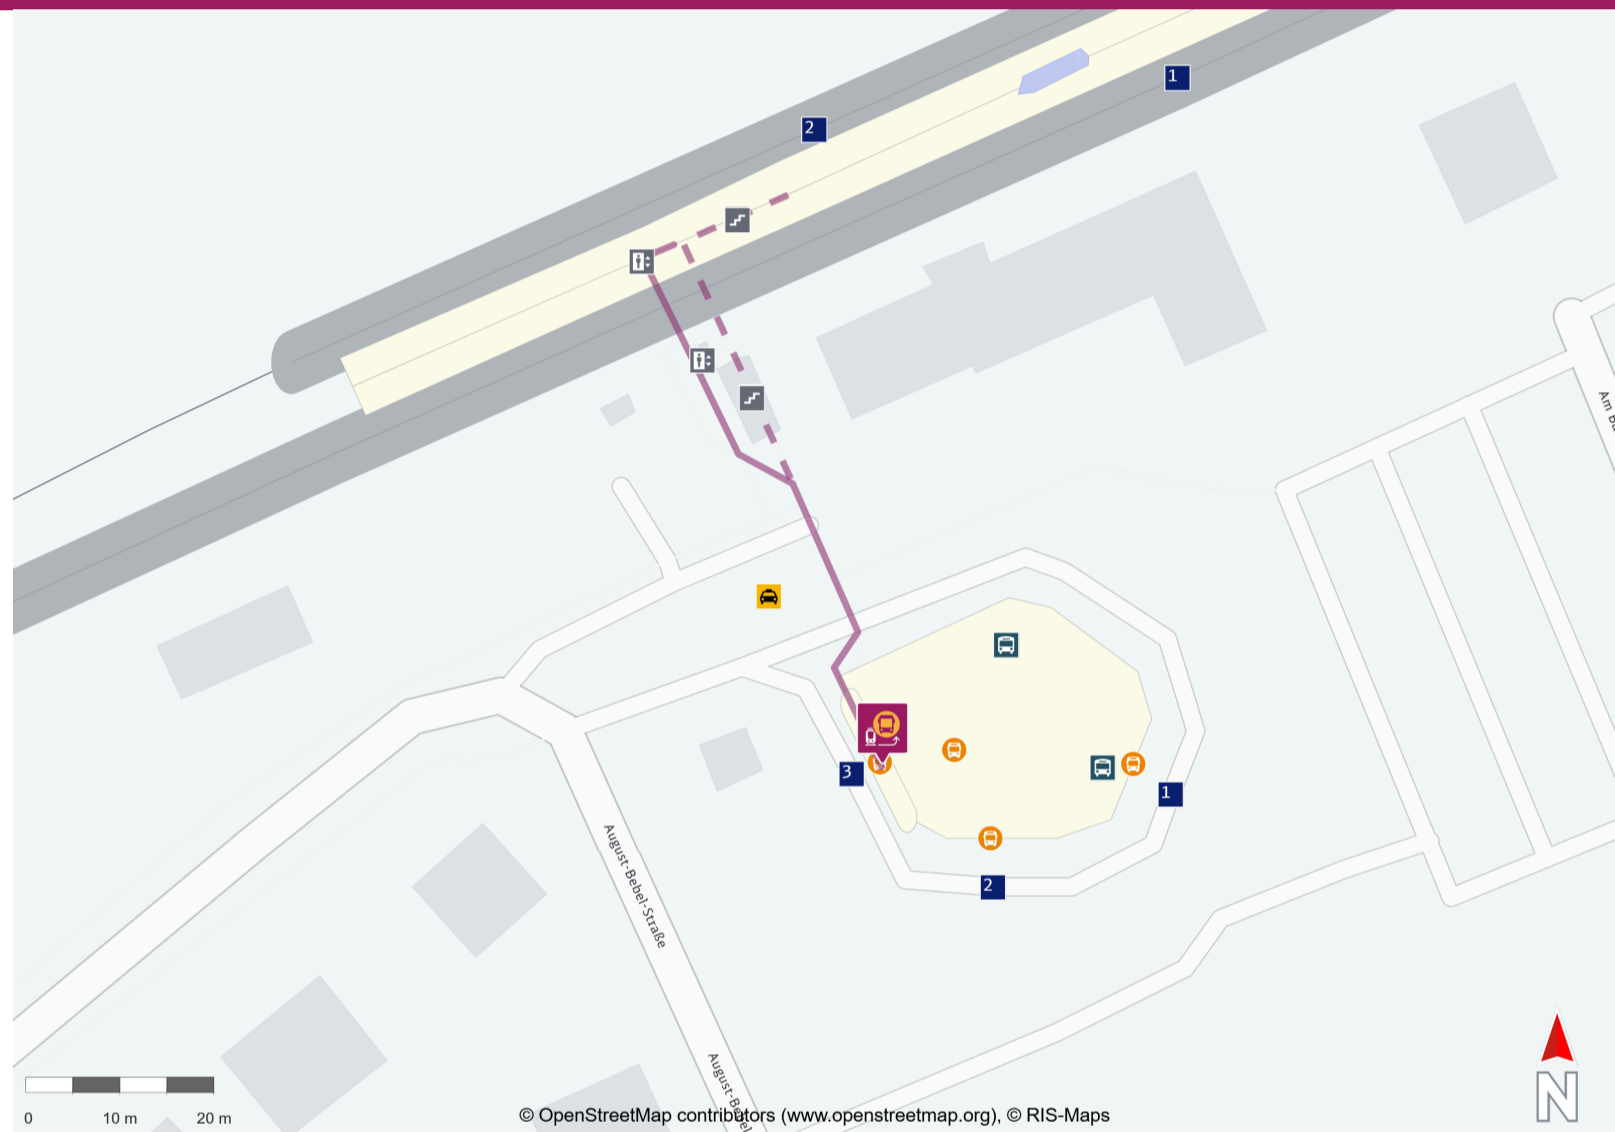 1
2
Am B
3
1
2
August-Bebel-Straße
August-Bebel
N
0 10 m 20 m
© OpenStreetMap contributors (www.openstreetmap.org), © RIS-Maps